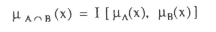 μ A∩B(x) = I [ μA(x), μB(x)]